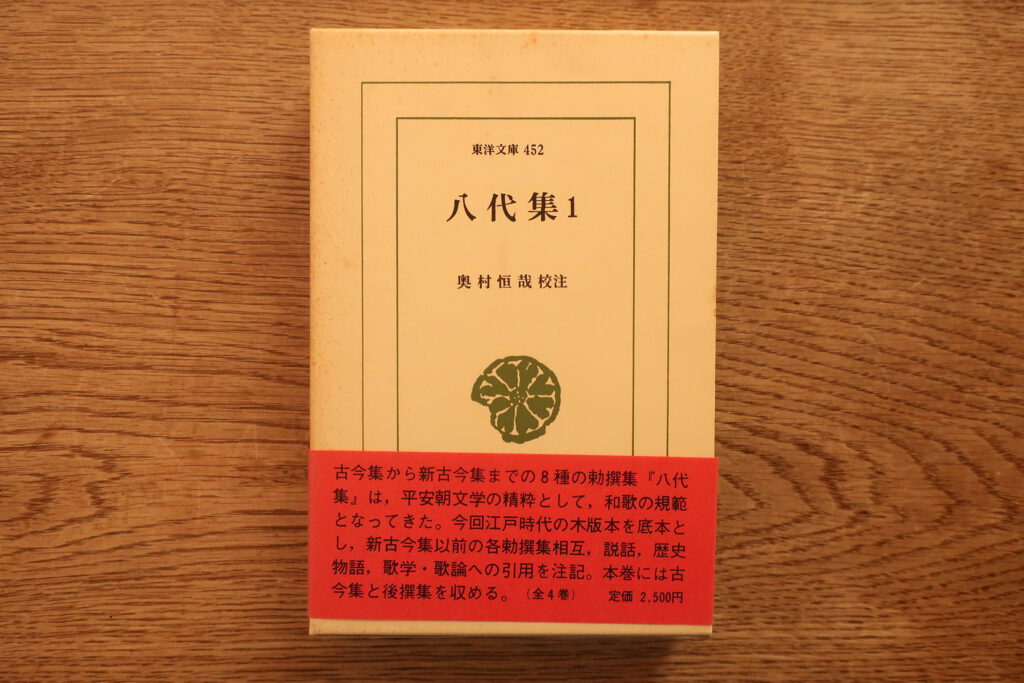 東洋文庫 452
八代集1
奥村恒哉 校注
古今集から新古今集までの8種の勅撰集『八代
集』は，平安朝文学の精粋として，和歌の規範
となってきた。今回江戸時代の木版本を底本と
し，新古今集以前の各勅撰集相互，説話，歴史
物語，歌学・歌論への引用を注記。本巻には古
今集と後撰集を収める。（全4巻） 定価 2,500円